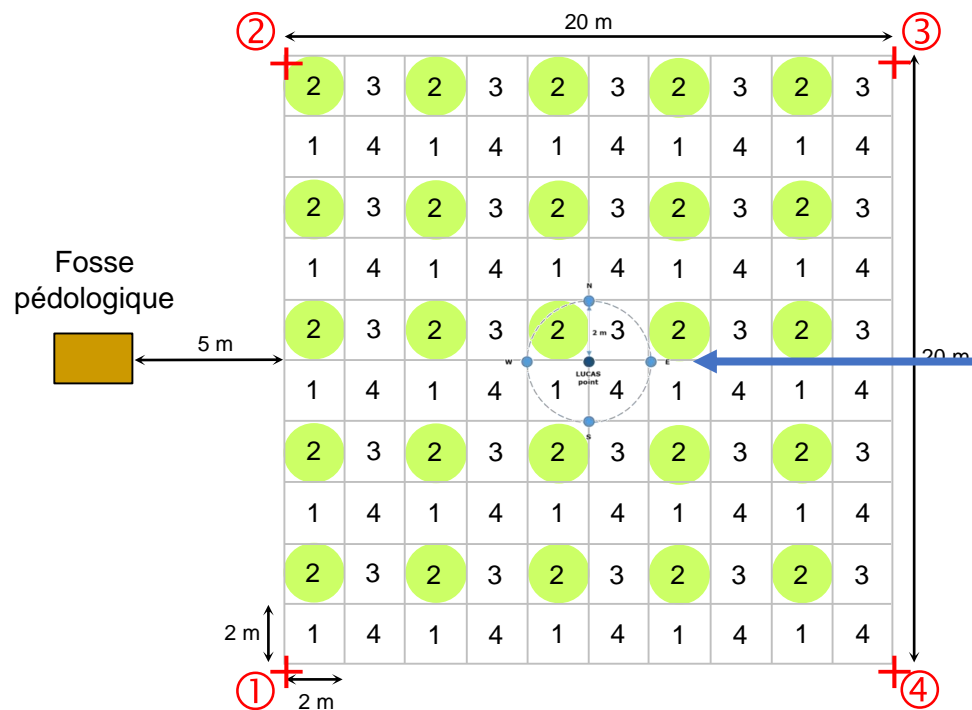 ② 20 m ③
2 3 2 3 2 3 2 3 2 3
1 4 1 4 1 4 1 4 1 4
2 3 2 3 2 3 2 3 2 3
Fosse
pédologique
1 4 1 4 1 4 1 4 1 4
N
2 3 2 3 2 2 m 3 2 3 2 3
5 m
W E
20 m
LUCAS
point
1 4 1 4 1 4 1 4 1 4
S
2 3 2 3 2 3 2 3 2 3
1 4 1 4 1 4 1 4 1 4
2 3 2 3 2 3 2 3 2 3
2 m 1 4 1 4 1 4 1 4 1 4
① 2 m ④